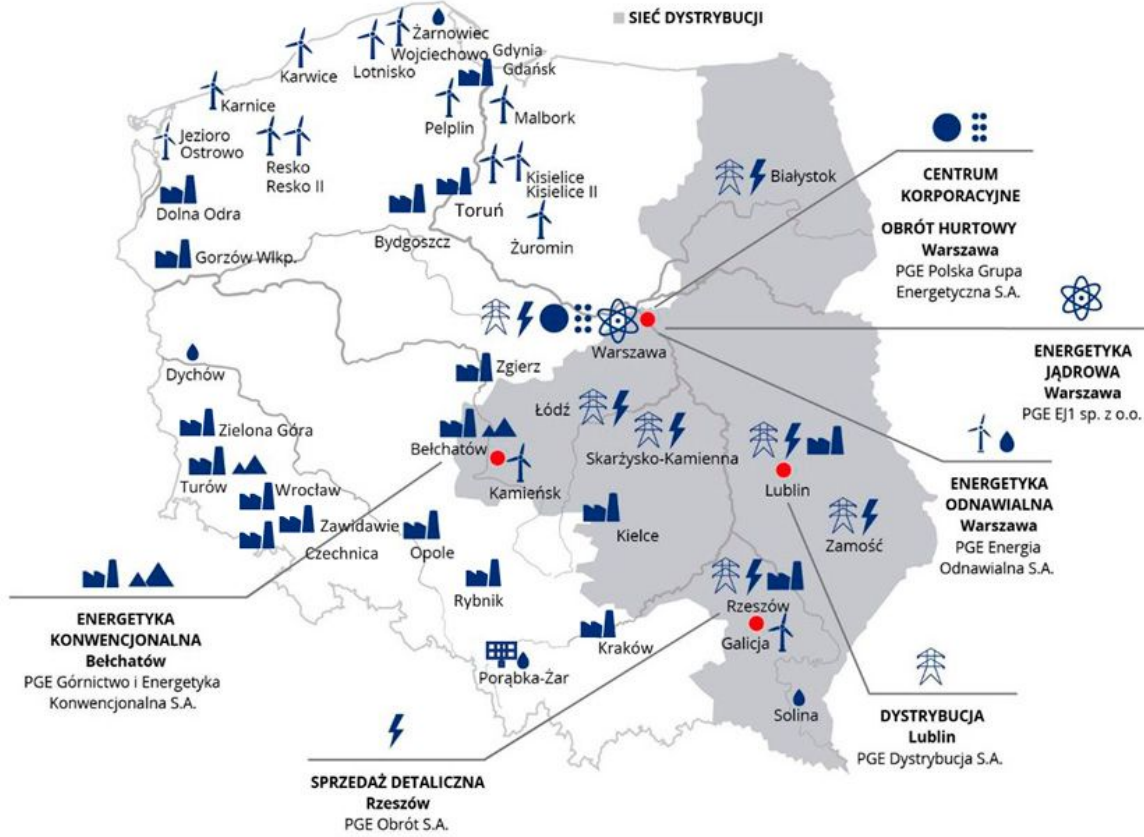 SIEĆ DYSTRYBUCJI
Żarnowiec
Wojciechowo
Gdynia
Gdańsk
Karwice
Lotnisko
Karnice
Pelplin
Malbork
Jezioro
Ostrowo
Resko
Resko II
Kisielice
Kisielice II
Białystok
Dolna Odra
Toruń
Bydgoszcz
Żuromin
Gorzów Wlkp.
CENTRUM
KORPORACYJNE
OBRÓT HURTOWY
Warszawa
PGE Polska Grupa
Energetyczna S.A.
Warszawa
ENERGETYKA
JĄDROWA
Warszawa
PGE EJ1 sp. z o.o.
Dychów
Zgierz
Łódź
Zielona Góra
Bełchatów
Skarżysko-Kamienna
Turów
Kamieńsk
Lublin
Wrocław
Zawidawie
Czechnica
Opole
Kielce
Zamość
ENERGETYKA
ODNAWIALNA
Warszawa
PGE Energia
Odnawialna S.A.
Rybnik
Rzeszów
Galicja
Kraków
Porąbka-Żar
Solina
ENERGETYKA
KONWENCJONALNA
Bełchatów
PGE Górnictwo i Energetyka
Konwencjonalna S.A.
DYSTRYBUCJA
Lublin
PGE Dystrybucja S.A.
SPRZEDAŻ DETALICZNA
Rzeszów
PGE Obrót S.A.